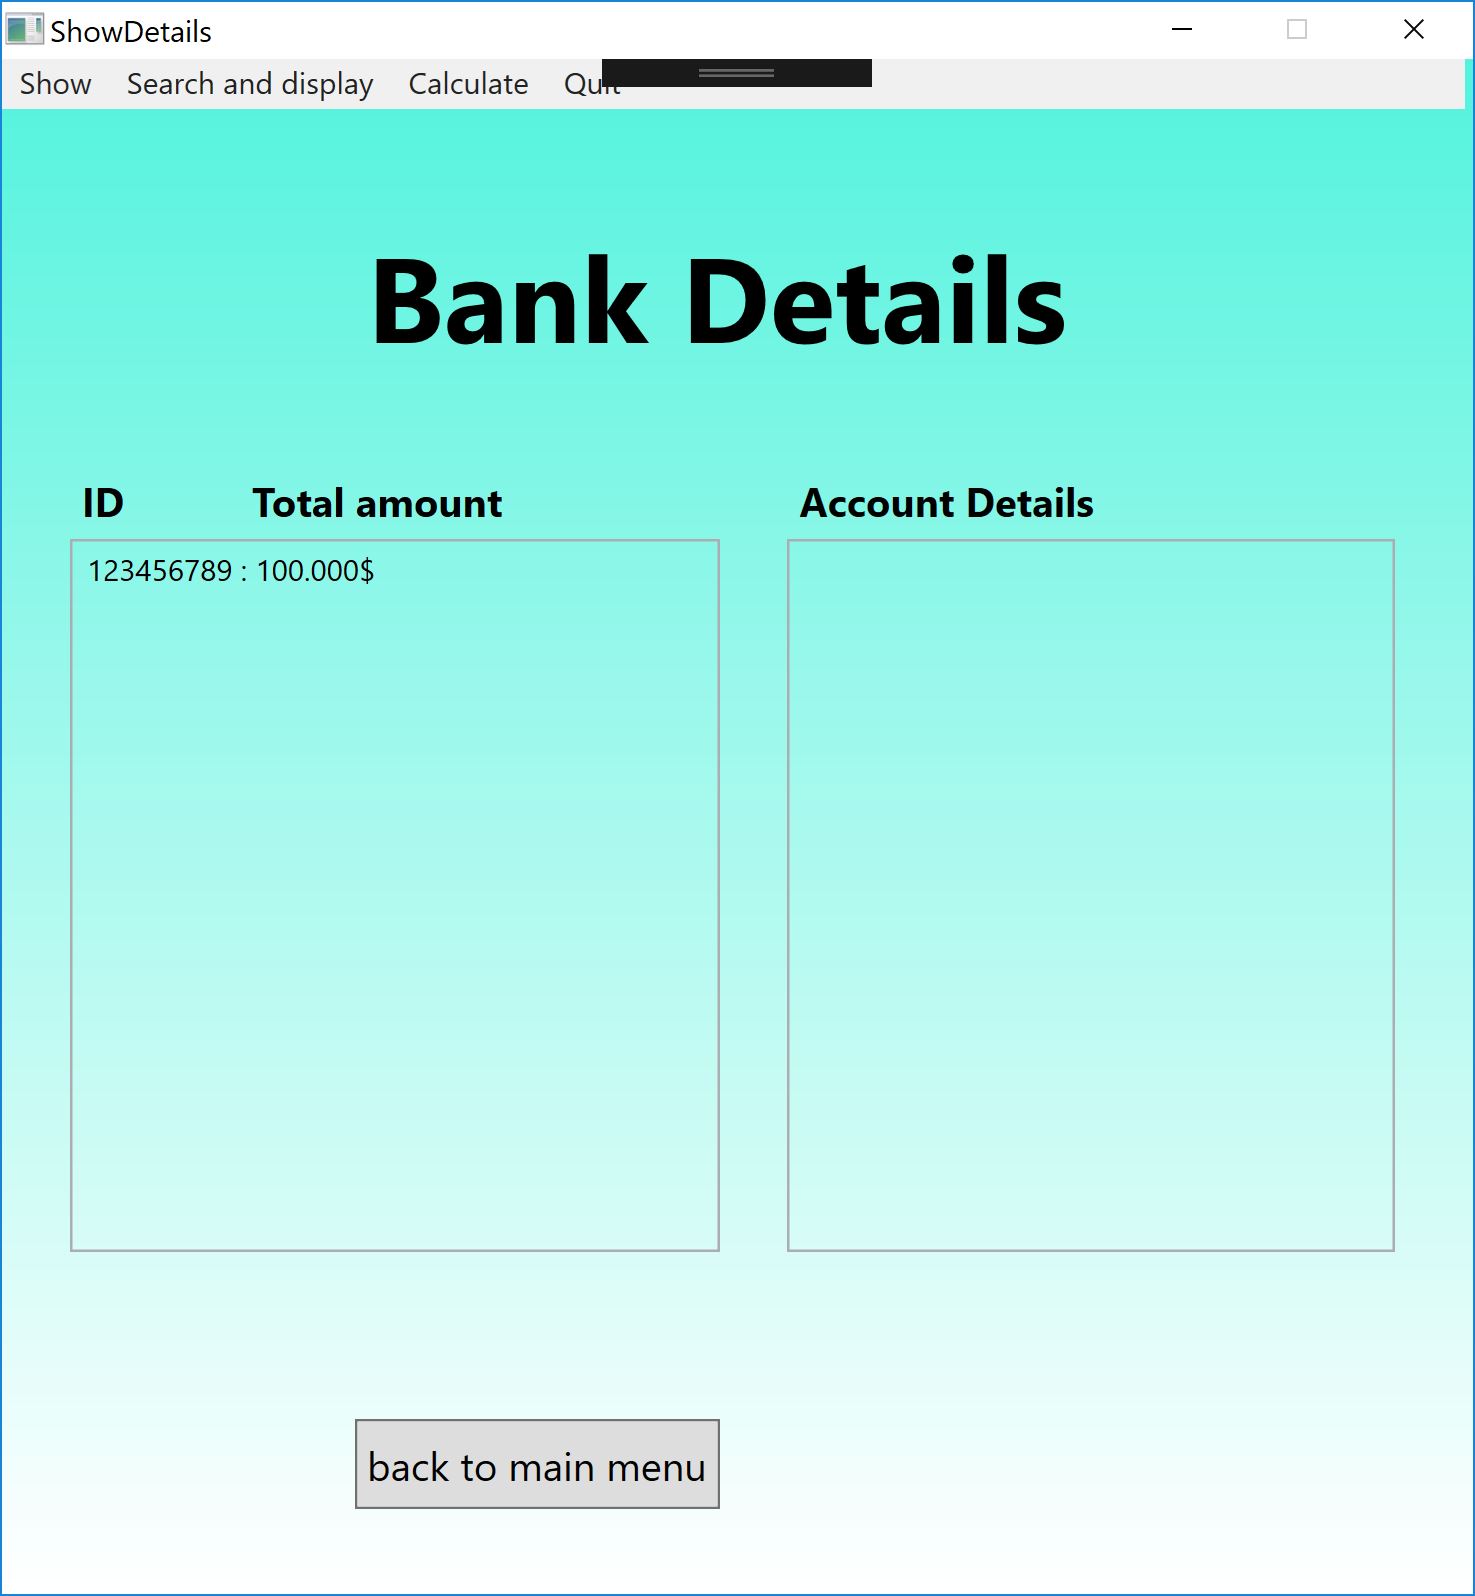 ShowDetails
Show Search and display Calculate Quit
Bank Details
ID Total amount Account Details
123456789 : 100.000$
back to main menu